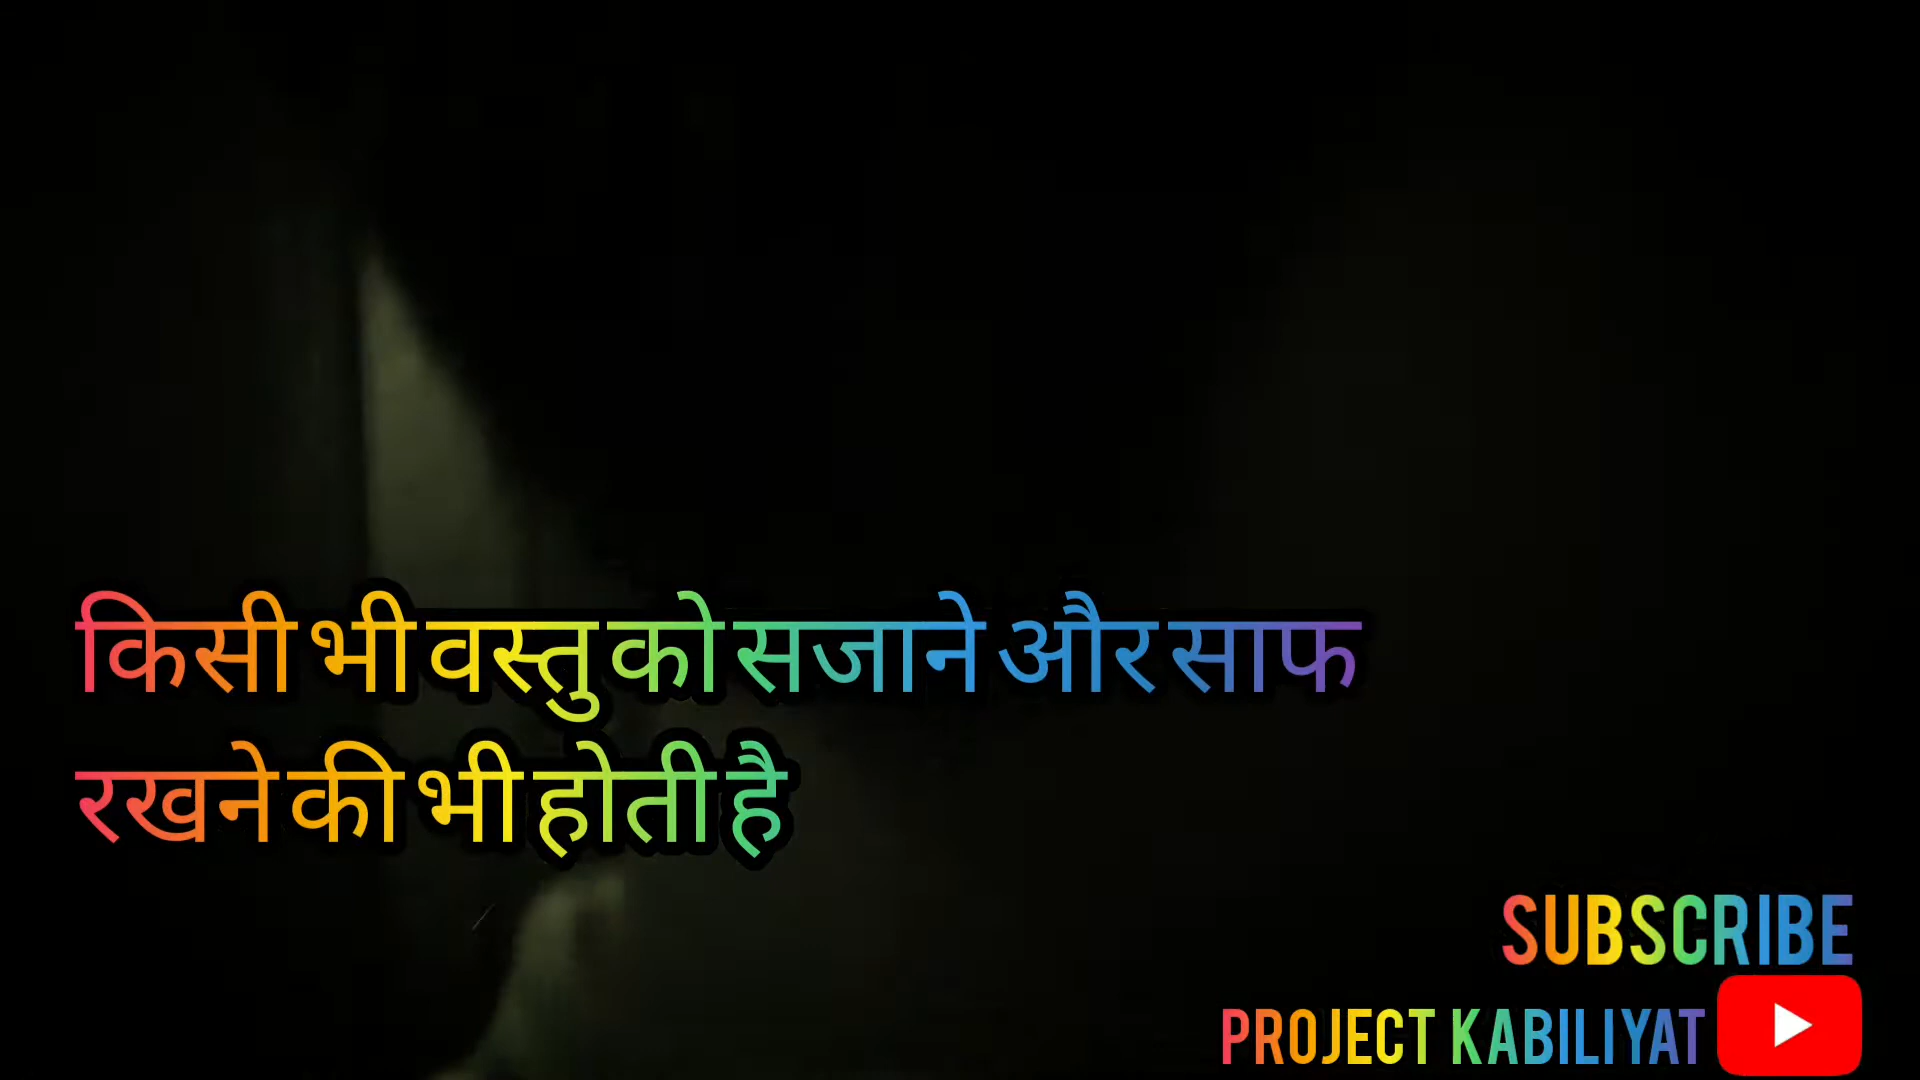 किसी भी वस्तु को सजाने और साफ
रखने की भी होती है
SUBSCRIBE
PROJECT KABILIYAT